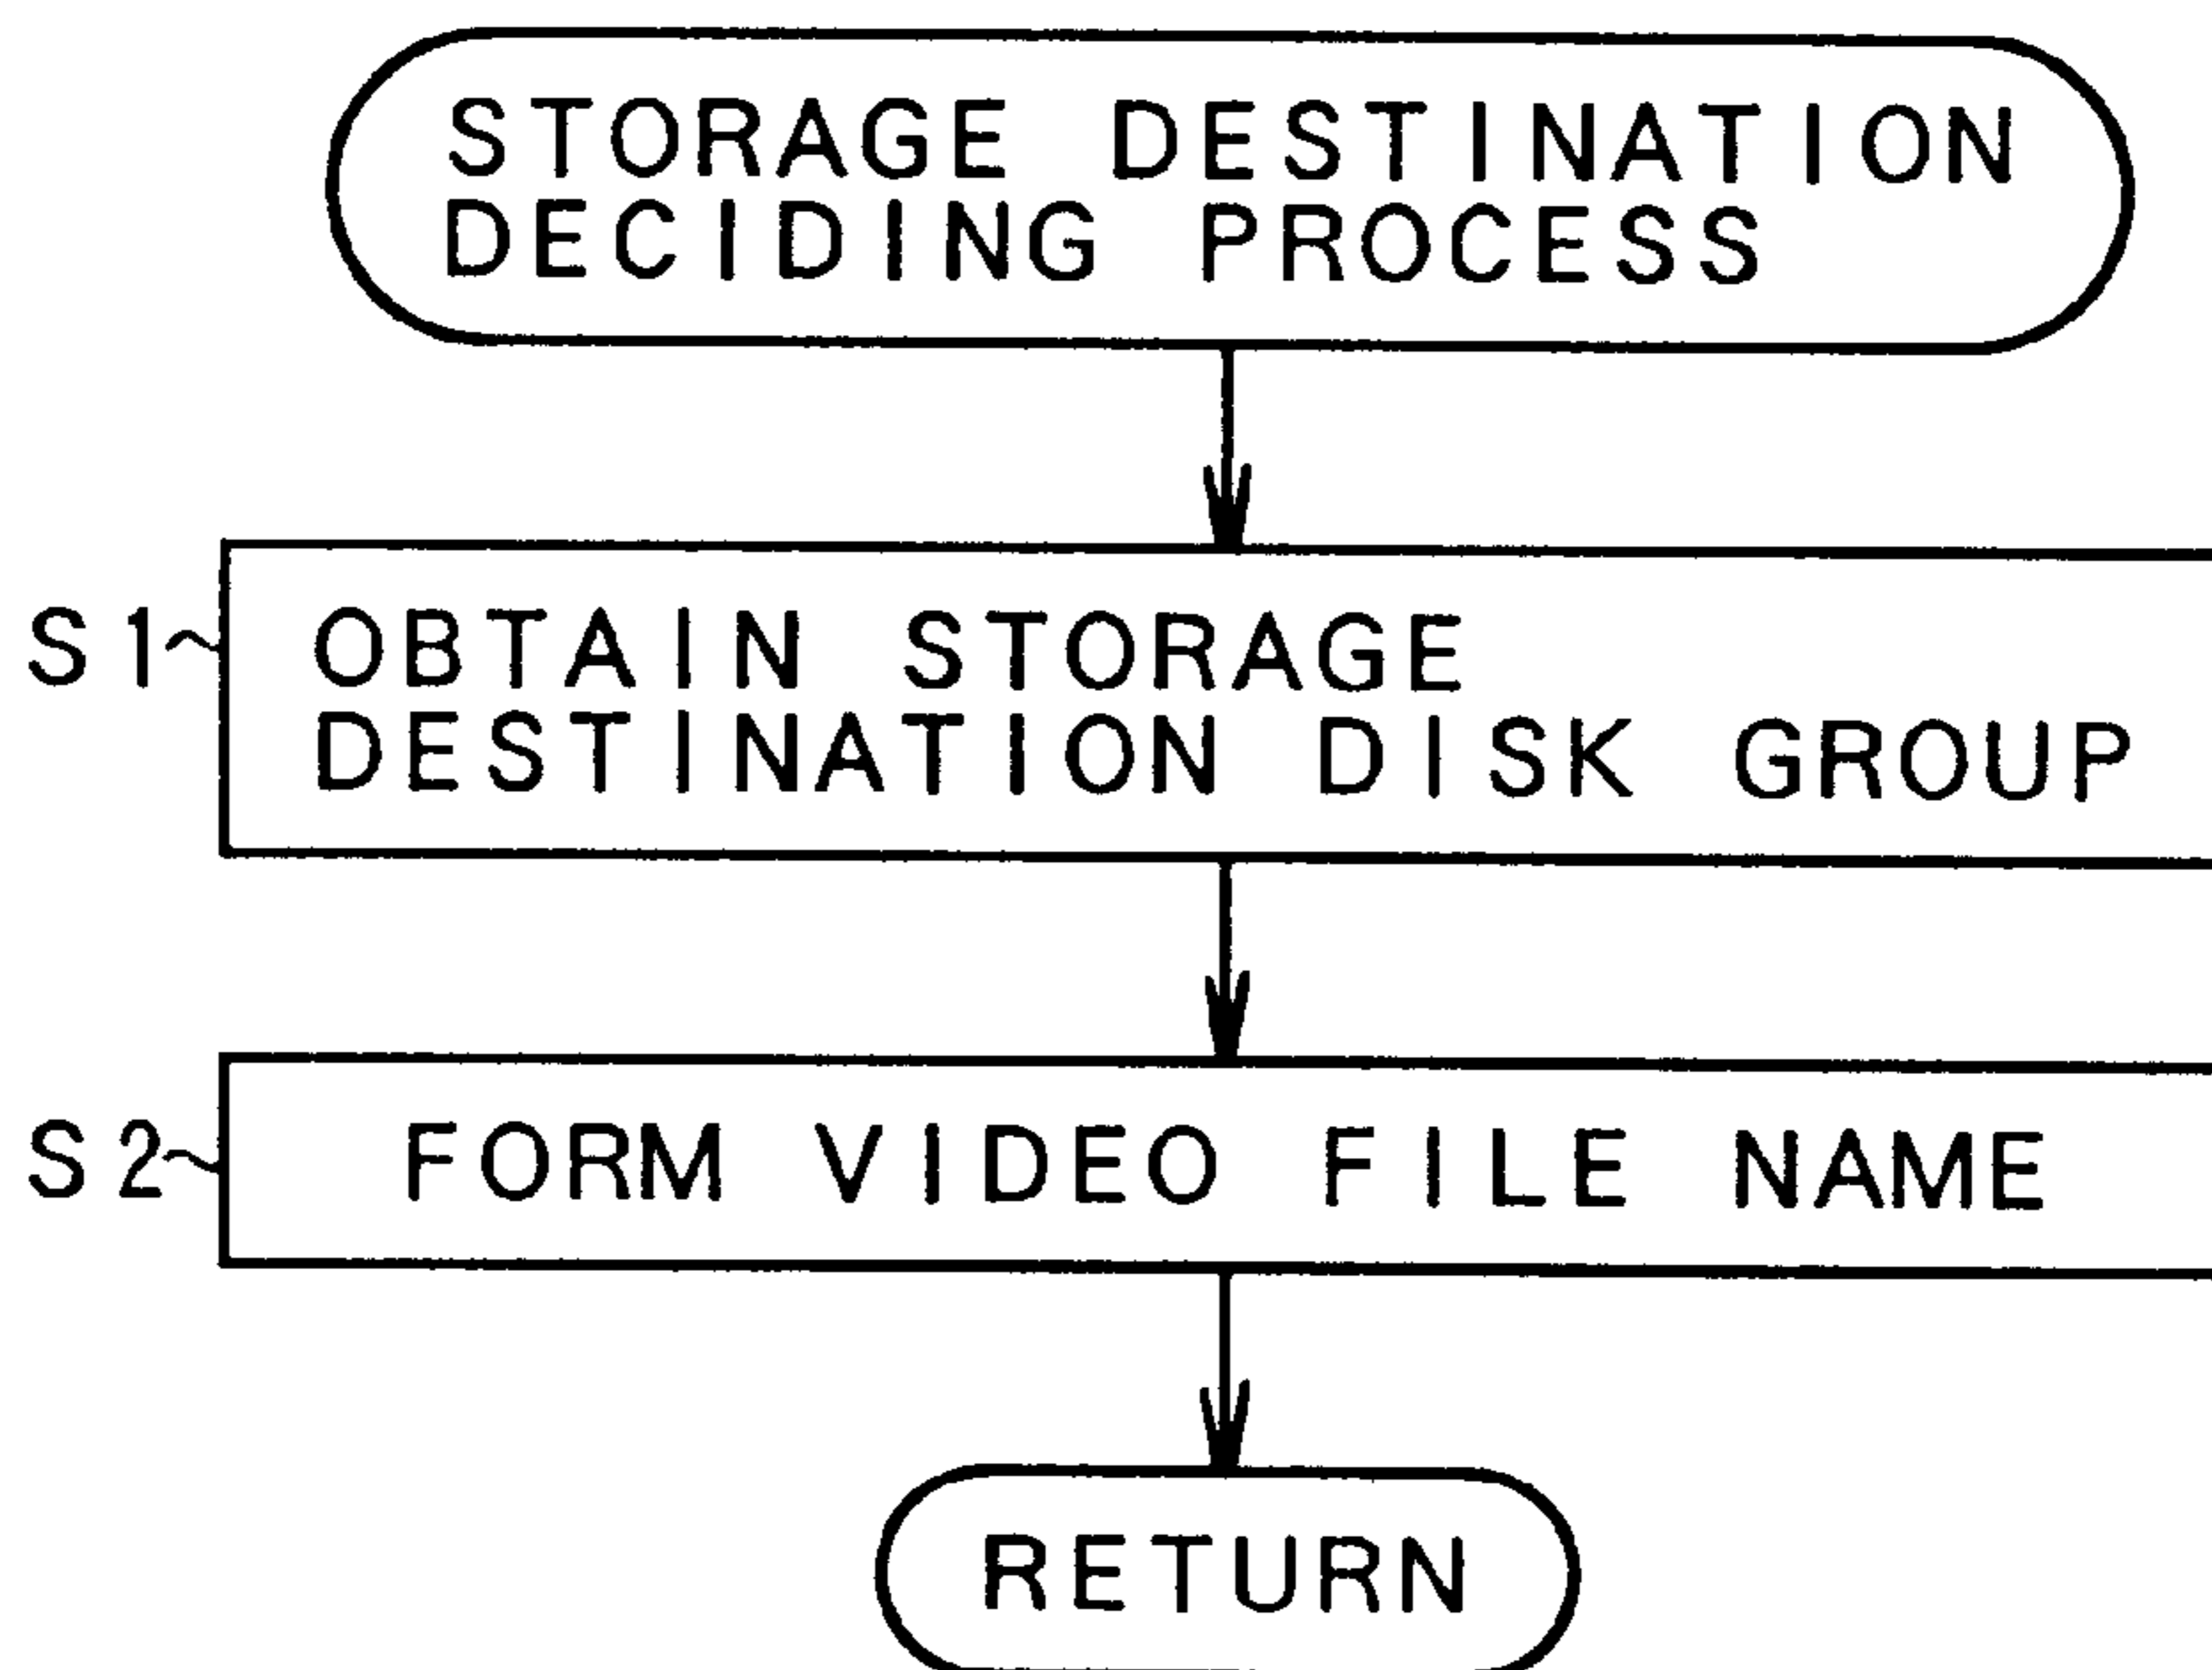 STORAGE DESTINATION
DECIDING PROCESS
S1
OBTAIN STORAGE
DESTINATION DISK GROUP
S2
FORM VIDEO FILE NAME
RETURN